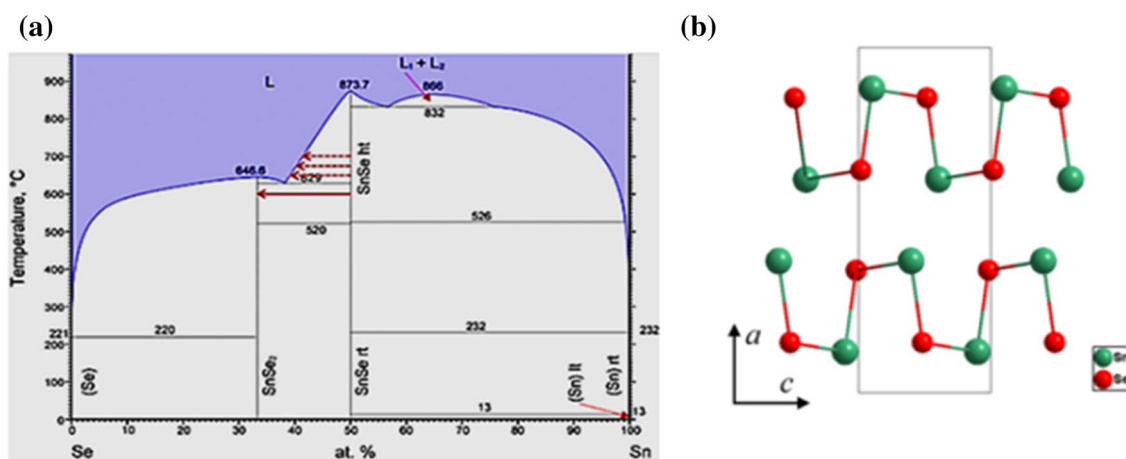 (a)
(b)
L₁ + L₂
L
873.7
866
832
646.6
629
SnSe ht
520
526
221
220
232
232
(Se)
SnSe₂
SnSe rt
(Sn) lt
(Sn) rt
13
13
Temperature, °C
900
800
700
600
500
400
300
200
100
0
0
10
20
30
40
50
60
70
80
90
100
Se
at. %
Sn
a
c
Sn
Se